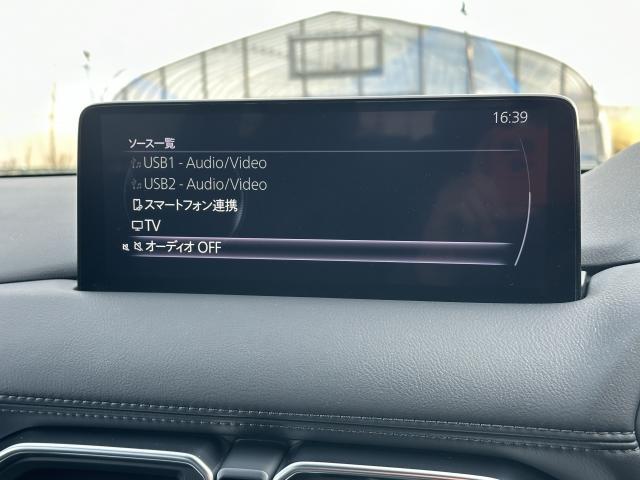 16:39
ソース一覧
USB1 - Audio/Video
USB2 - Audio/Video
スマートフォン連携
TV
オーディオ OFF